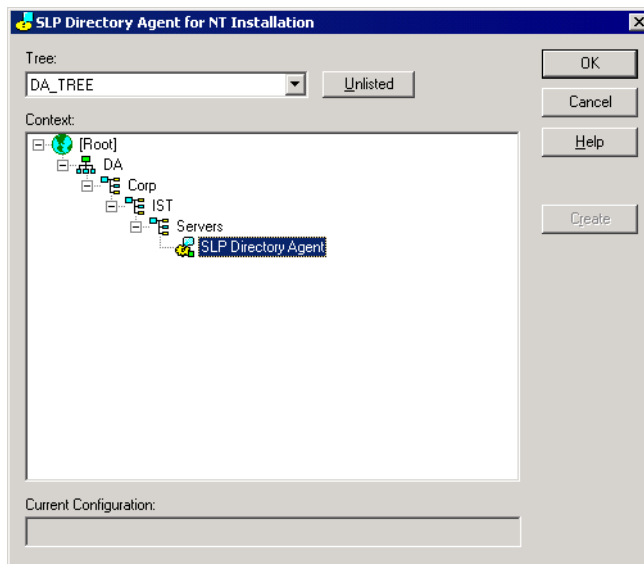 SLP Directory Agent for NT Installation
Tree:
DA_TREE
Unlisted
OK
Cancel
Help
Create
Context:
[Root]
DA
Corp
IST
Servers
SLP Directory Agent
Current Configuration: